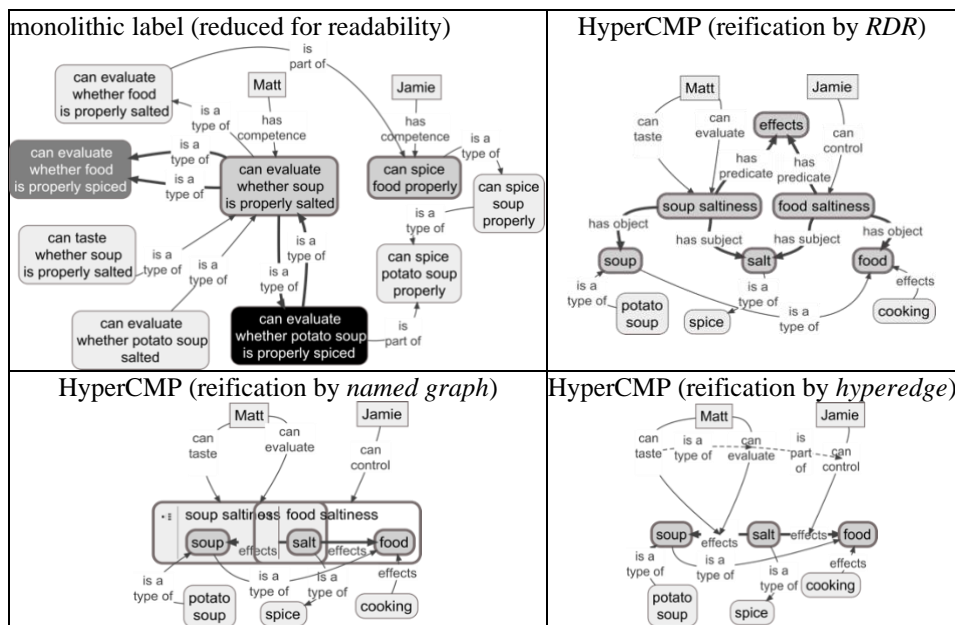 monolithic label (reduced for readability)
is
part of
can evaluate
whether food
is properly salted
Matt
Jamie
is a
type of
has
competence
has
competence
is a
type of
is a
type of
can evaluate
whether food
is properly spiced
is a
type of
can evaluate
whether soup
is properly salted
can spice
food properly
can spice
soup
properly
is a
type of
can taste
whether soup
is properly salted
is a
type of
can spice
potato soup
properly
is a
type of
is a
type of
is a
type of
can evaluate
whether potato soup
salted
can evaluate
whether potato soup
is properly spiced
is
part of
HyperCMP (reification by RDR)
Matt
Jamie
can
taste
can
evaluate
effects
can
control
has
predicate
has
predicate
soup saltiness
food saltiness
has object
has subject
has subject
has object
soup
salt
food
is a
type of
is a
type of
effects
potato
soup
spice
is a
type of
cooking
HyperCMP (reification by named graph)
Matt
Jamie
can
taste
can
evaluate
can
control
soup saltiness
food saltiness
soup
effects
salt
effects
food
is a
type of
is a
type of
is a
type of
effects
potato
soup
spice
cooking
HyperCMP (reification by hyperedge)
Matt
Jamie
can
taste
is a
type of
can
evaluate
is
part
of
can
control
soup
effects
salt
effects
food
is a
type of
is a
type of
is a
type of
effects
potato
soup
spice
cooking